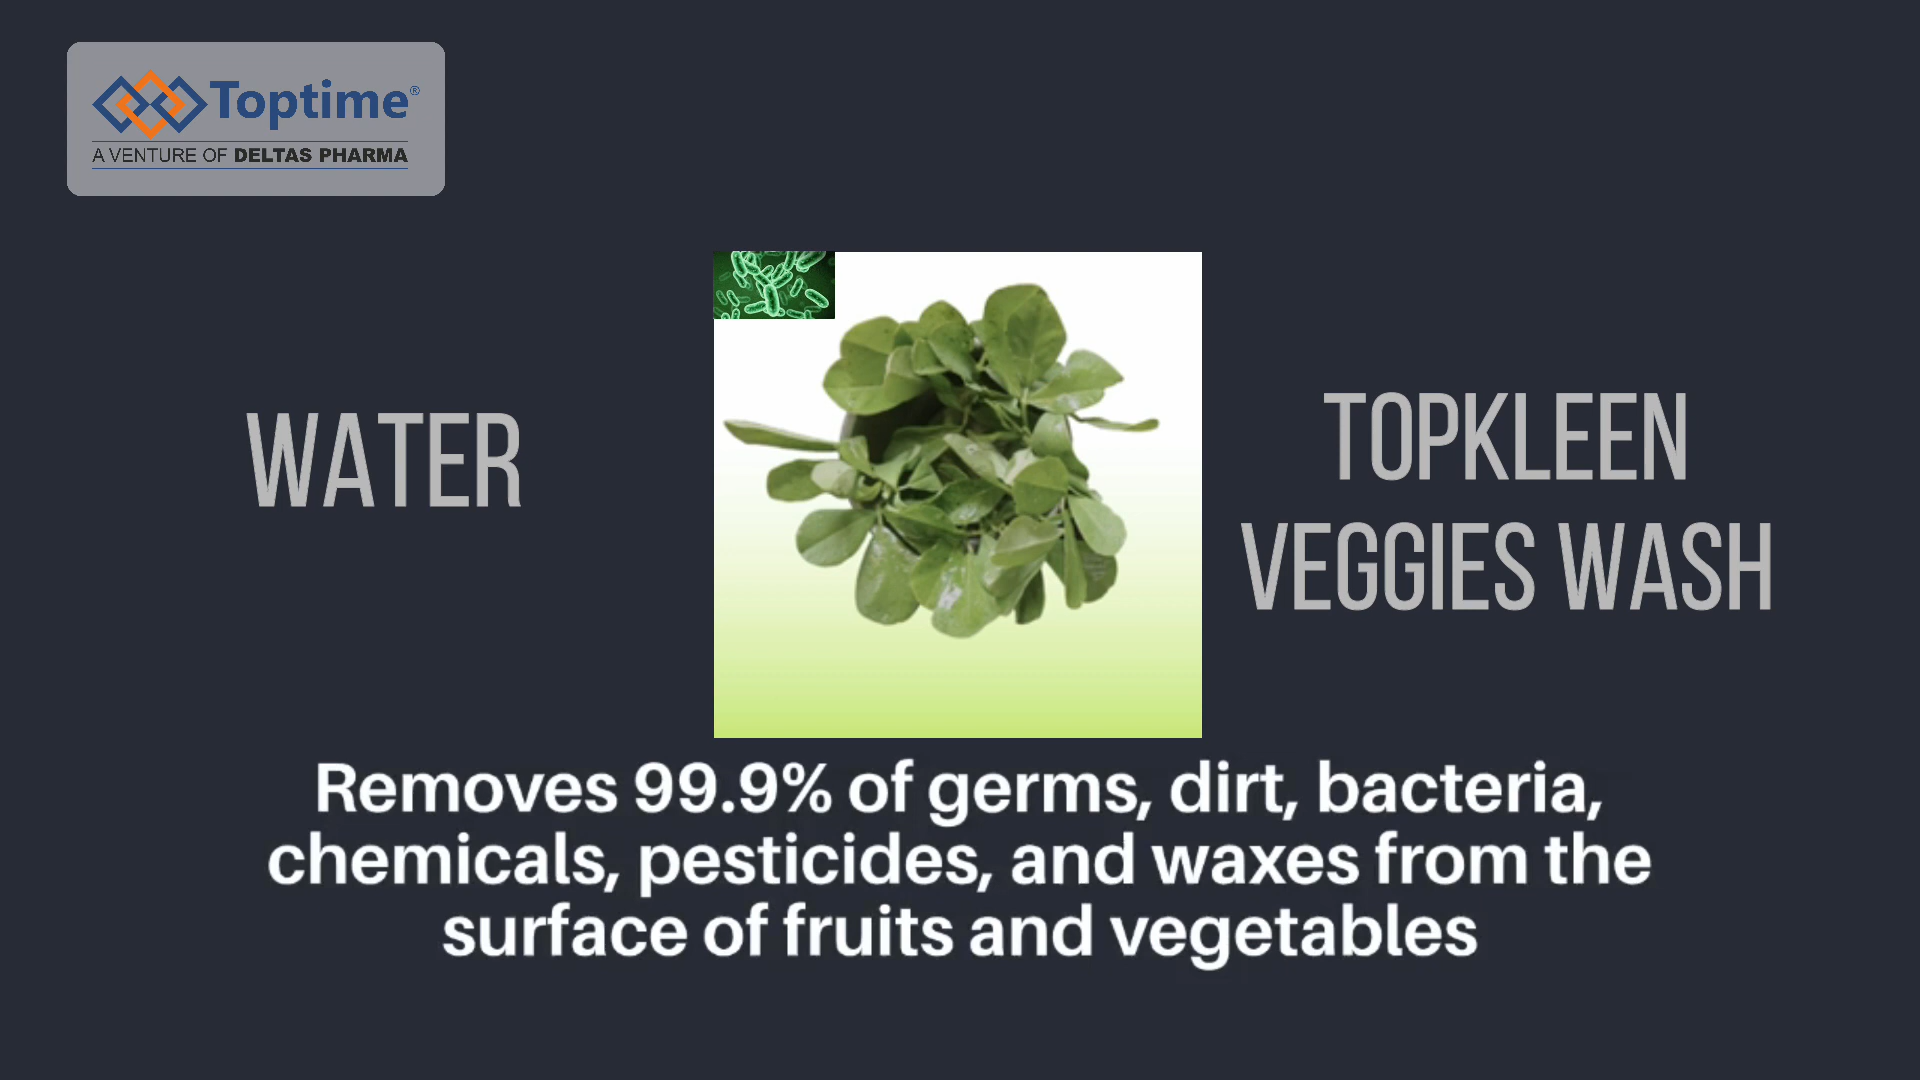 Toptime®
A VENTURE OF DELTAS PHARMA
WATER
TOPKLEEN
VEGGIES WASH
Removes 99.9% of germs, dirt, bacteria,
chemicals, pesticides, and waxes from the
surface of fruits and vegetables